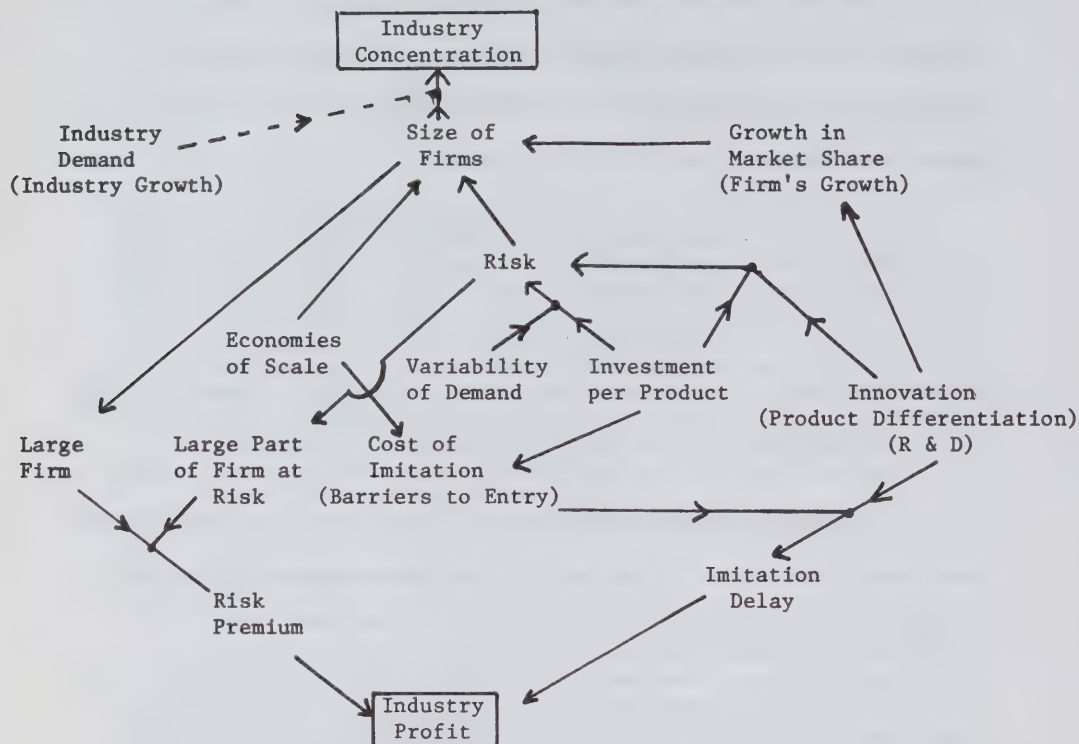 Industry
Concentration
Industry
Demand
(Industry Growth)
Size of
Firms
Growth in
Market Share
(Firm's Growth)
Risk
Economies
of Scale
Variability
of Demand
Investment
per Product
Innovation
(Product Differentiation)
(R & D)
Large
Firm
Large Part
of Firm at
Risk
Cost of
Imitation
(Barriers to Entry)
Imitation
Delay
Risk
Premium
Industry
Profit